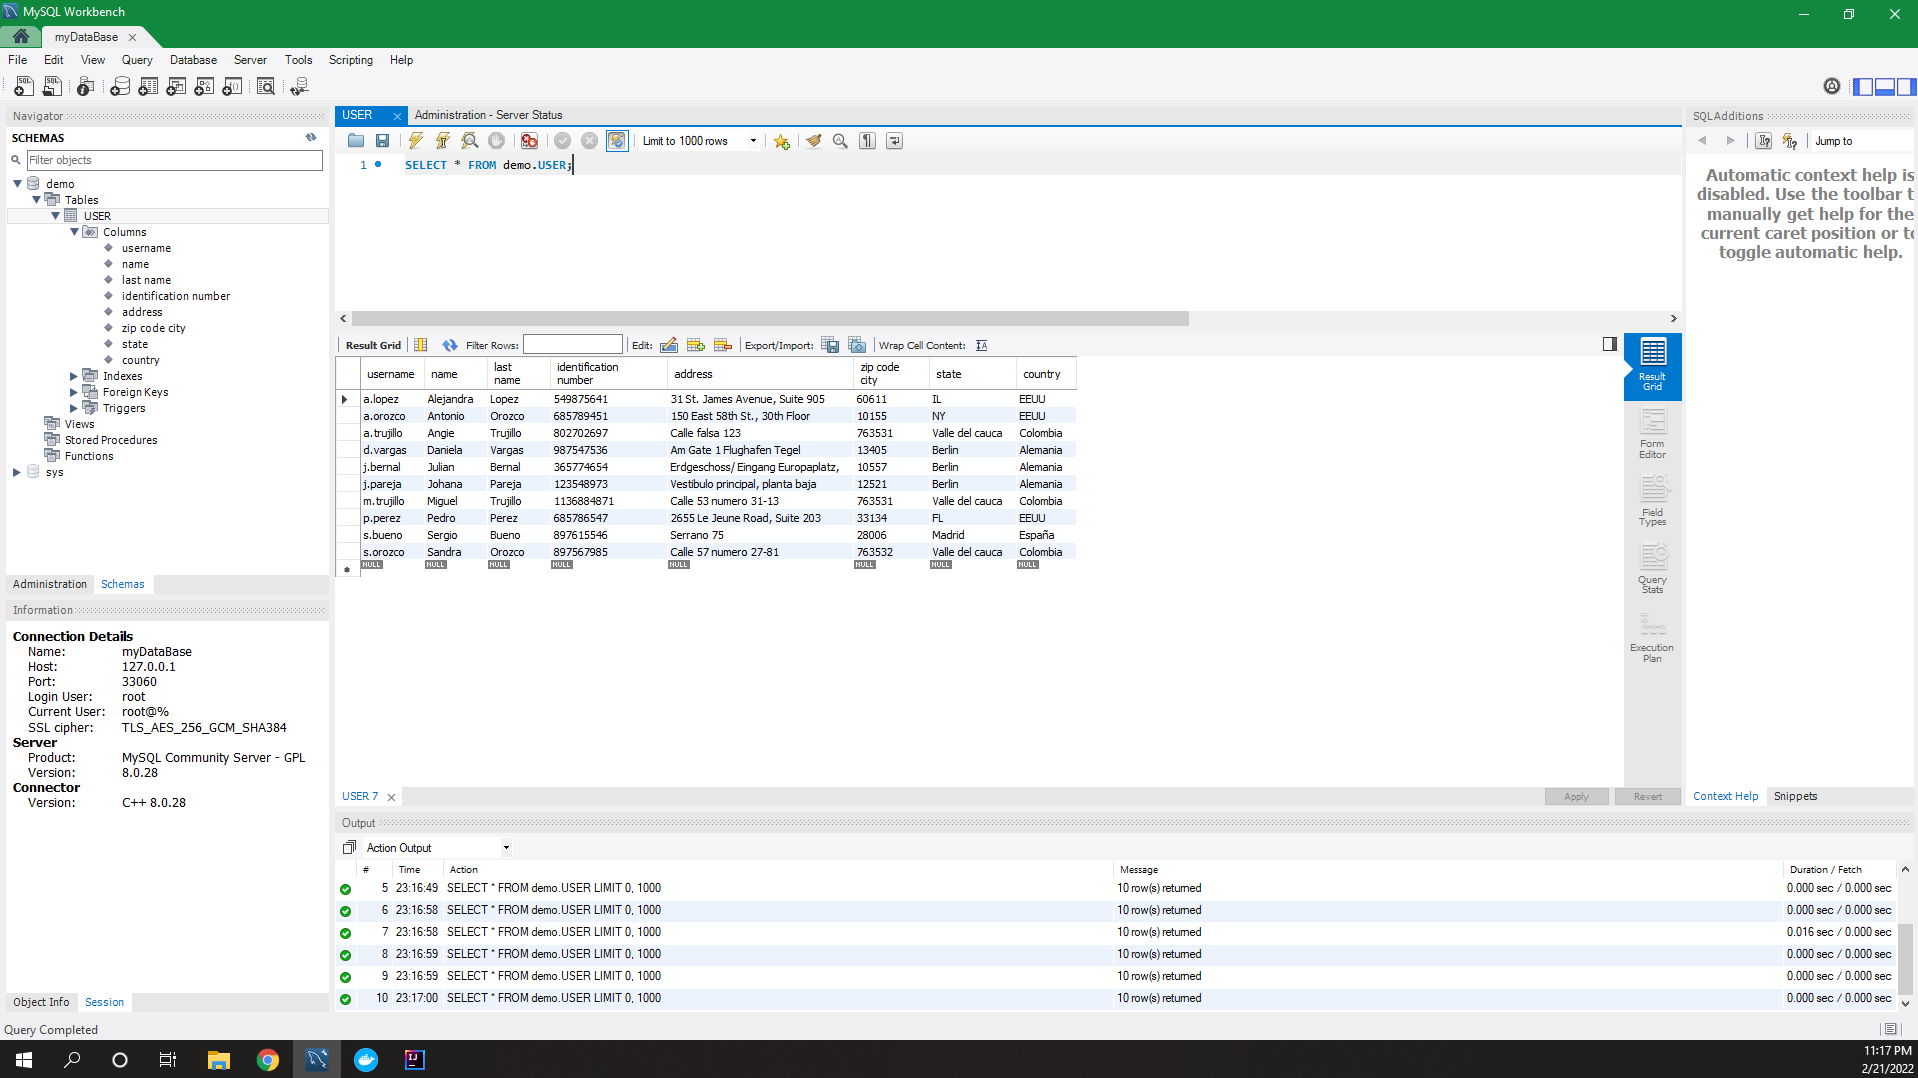 MySQL Workbench
myDataBase
File Edit View Query Database Server Tools Scripting Help
Navigator
SCHEMAS
Filter objects
demo
Tables
USER
Columns
username
name
last name
identification number
address
zip code city
state
country
Indexes
Foreign Keys
Triggers
Views
Stored Procedures
Functions
sys
Administration Schemas
Information
Connection Details
Name: myDataBase
Host: 127.0.0.1
Port: 33060
Login User: root
Current User: root@%
SSL cipher: TLS_AES_256_GCM_SHA384
Server
Product: MySQL Community Server - GPL
Version: 8.0.28
Connector
Version: C++ 8.0.28
Object Info Session
Query Completed
USER Administration - Server Status
Limit to 1000 rows
1 SELECT * FROM demo.USER;
Result Grid Filter Rows: Edit: Export/Import: Wrap Cell Content:
username name last name identification number address zip code city state country
a.lopez Alejandra Lopez 549875641 31 St. James Avenue, Suite 905 60611 IL EEUU
a.orozco Antonio Orozco 685789451 150 East 58th St., 30th Floor 10155 NY EEUU
a.trujillo Angie Trujillo 802702697 Calle falsa 123 763531 Valle del cauca Colombia
d.vargas Daniela Vargas 987547536 Am Gate 1 Flughafen Tegel 13405 Berlin Alemania
j.bernal Julian Bernal 365774654 Erdgeschoss/ Eingang Europaplatz, 10557 Berlin Alemania
j.pareja Johana Pareja 123548973 Vestibulo principal, planta baja 12521 Berlin Alemania
m.trujillo Miguel Trujillo 1136884871 Calle 53 numero 31-13 763531 Valle del cauca Colombia
p.perez Pedro Perez 685786547 2655 Le Jeune Road, Suite 203 33134 FL EEUU
s.bueno Sergio Bueno 897615546 Serrano 75 28006 Madrid España
s.orozco Sandra Orozco 897567985 Calle 57 numero 27-81 763532 Valle del cauca Colombia
NULL NULL NULL NULL NULL NULL NULL NULL
Result Grid
Form Editor
Field Types
Query Stats
Execution Plan
USER 7 Apply Revert
SQLAdditions
Jump to
Automatic context help is
disabled. Use the toolbar t
manually get help for the
current caret position or to
toggle automatic help.
Context Help Snippets
Output
Action Output
# Time Action Message Duration / Fetch
5 23:16:49 SELECT * FROM demo.USER LIMIT 0, 1000 10 row(s) returned 0.000 sec / 0.000 sec
6 23:16:58 SELECT * FROM demo.USER LIMIT 0, 1000 10 row(s) returned 0.000 sec / 0.000 sec
7 23:16:58 SELECT * FROM demo.USER LIMIT 0, 1000 10 row(s) returned 0.016 sec / 0.000 sec
8 23:16:59 SELECT * FROM demo.USER LIMIT 0, 1000 10 row(s) returned 0.000 sec / 0.000 sec
9 23:16:59 SELECT * FROM demo.USER LIMIT 0, 1000 10 row(s) returned 0.000 sec / 0.000 sec
10 23:17:00 SELECT * FROM demo.USER LIMIT 0, 1000 10 row(s) returned 0.000 sec / 0.000 sec
11:17 PM
2/21/2022